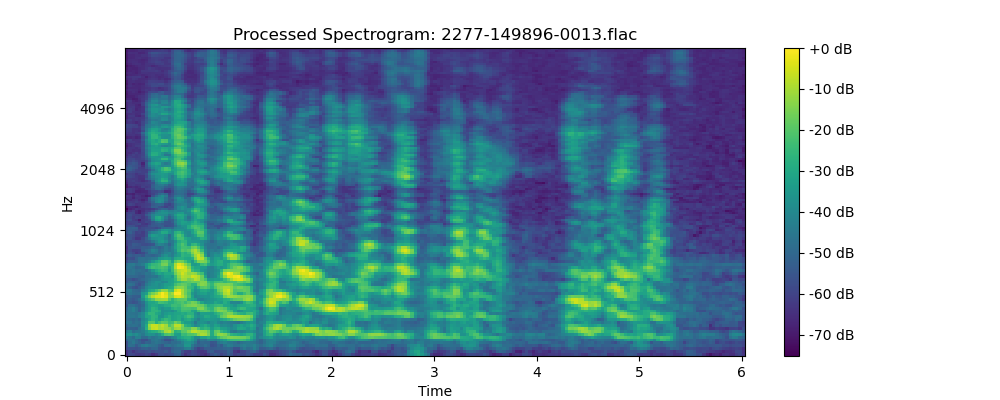 Processed Spectrogram: 2277-149896-0013.flac
Hz
4096
2048
1024
512
0
0 1 2 3 4 5 6
Time
+0 dB
-10 dB
-20 dB
-30 dB
-40 dB
-50 dB
-60 dB
-70 dB